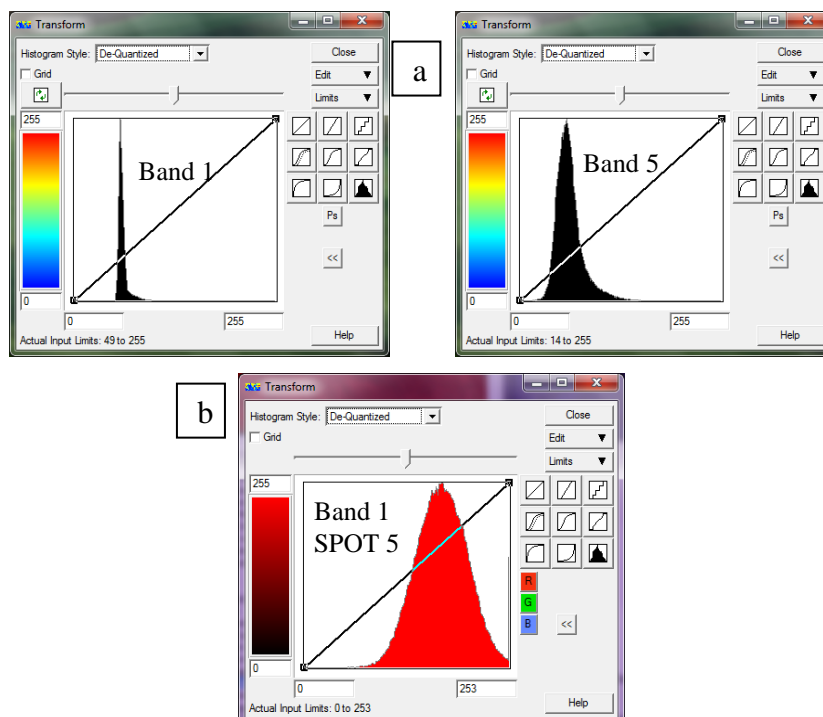 Transform
Histogram Style: De-Quantized
Close
Grid
Edit
Limits
255
Band 1
Ps
<<
0
0
255
Actual Input Limits: 49 to 255
Help
a
Transform
Histogram Style: De-Quantized
Close
Grid
Edit
Limits
255
Band 5
Ps
<<
0
0
255
Actual Input Limits: 14 to 255
Help
b
Transform
Histogram Style: De-Quantized
Close
Grid
Edit
Limits
255
Band 1
SPOT 5
R
G
B
<<
0
0
253
Actual Input Limits: 0 to 253
Help